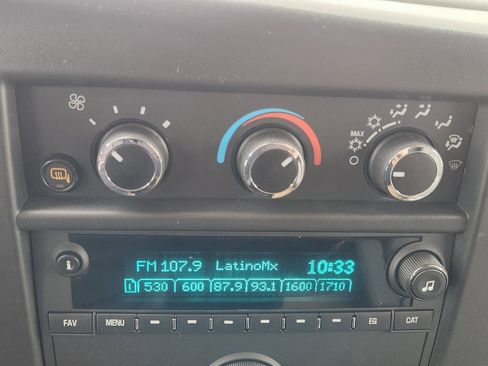 MAX
FM 107.9 LatinoMx 10:33
1 530 600 87.9 93.1 1600 1710
i
FAV MENU EQ CAT